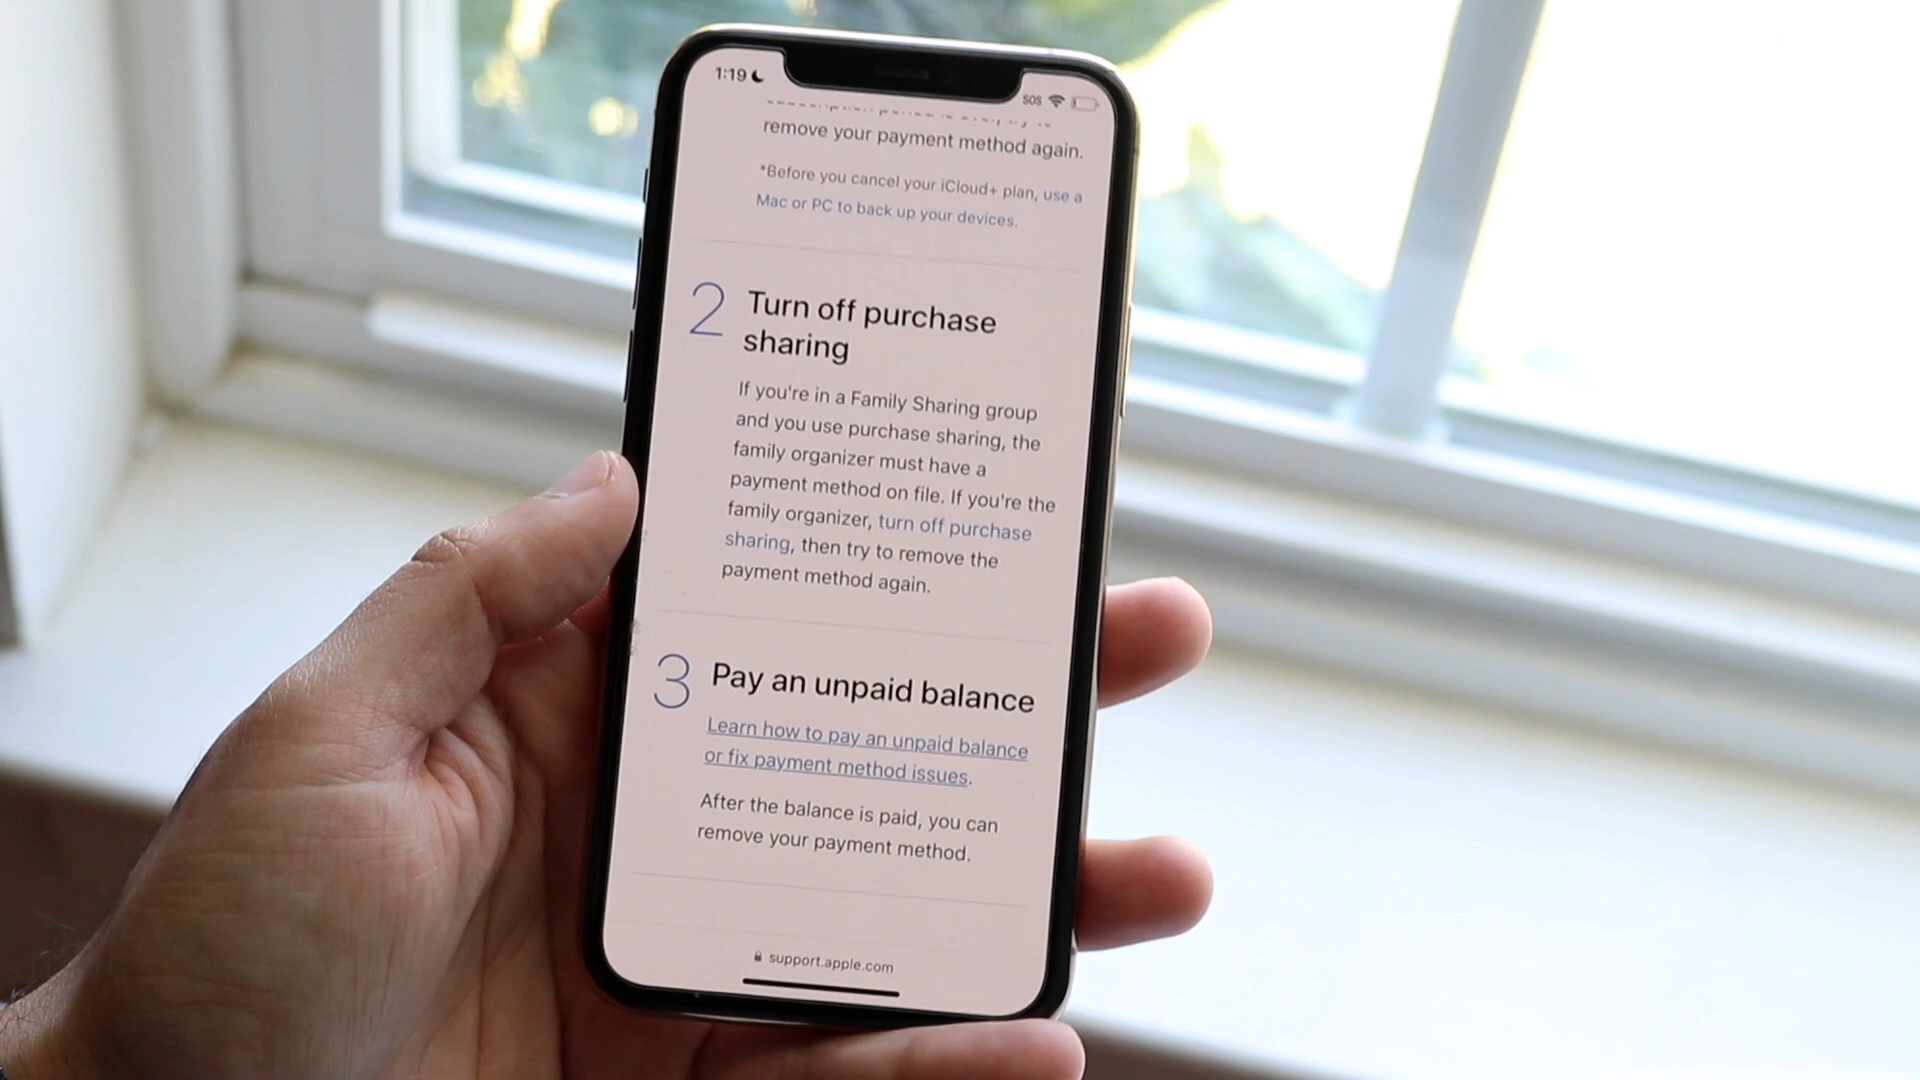 1:19
SOS
remove your payment method again.
*Before you cancel your iCloud+ plan, use a
Mac or PC to back up your devices.
2
Turn off purchase
sharing
If you're in a Family Sharing group
and you use purchase sharing, the
family organizer must have a
payment method on file. If you're the
family organizer, turn off purchase
sharing, then try to remove the
payment method again.
3
Pay an unpaid balance
Learn how to pay an unpaid balance
or fix payment method issues.
After the balance is paid, you can
remove your payment method.
support.apple.com